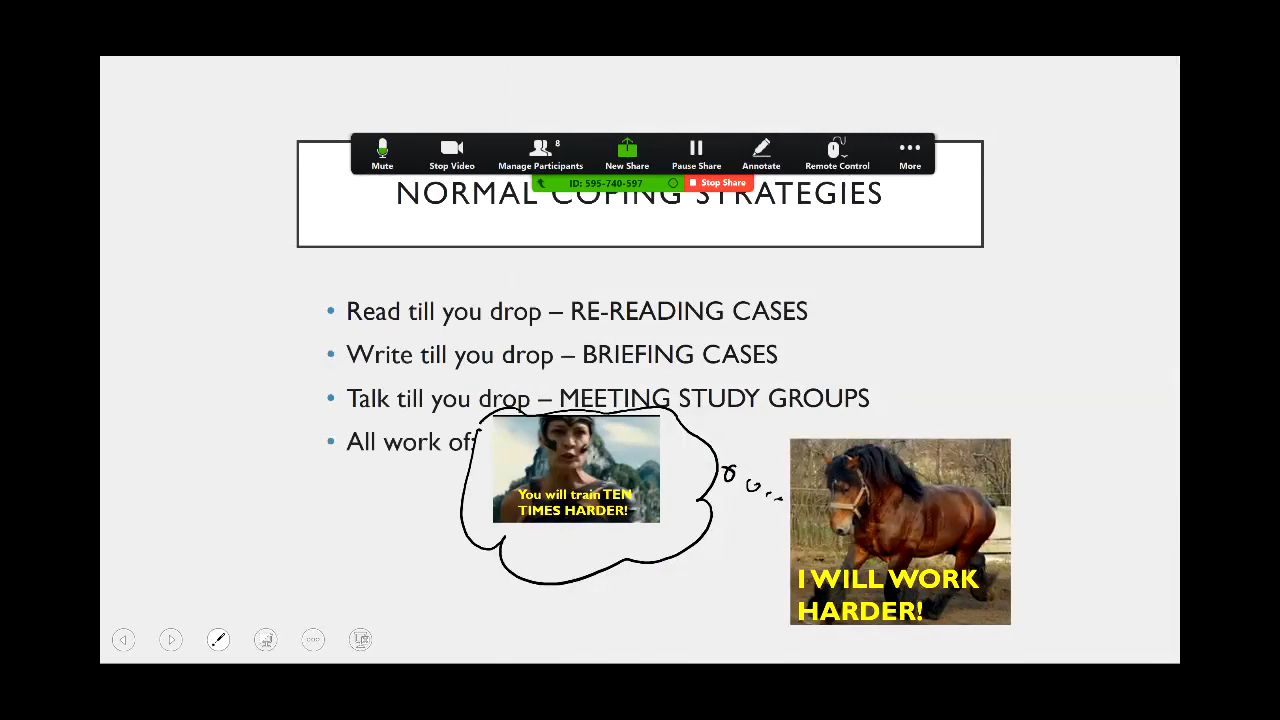 Mute Stop Video Manage Participants 8 New Share Pause Share Annotate Remote Control More
ID: 595-740-597 Stop Share
NORMAL COPING STRATEGIES
• Read till you drop – RE-READING CASES
• Write till you drop – BRIEFING CASES
• Talk till you drop – MEETING STUDY GROUPS
• All work
You will train TEN
TIMES HARDER!
I WILL WORK
HARDER!